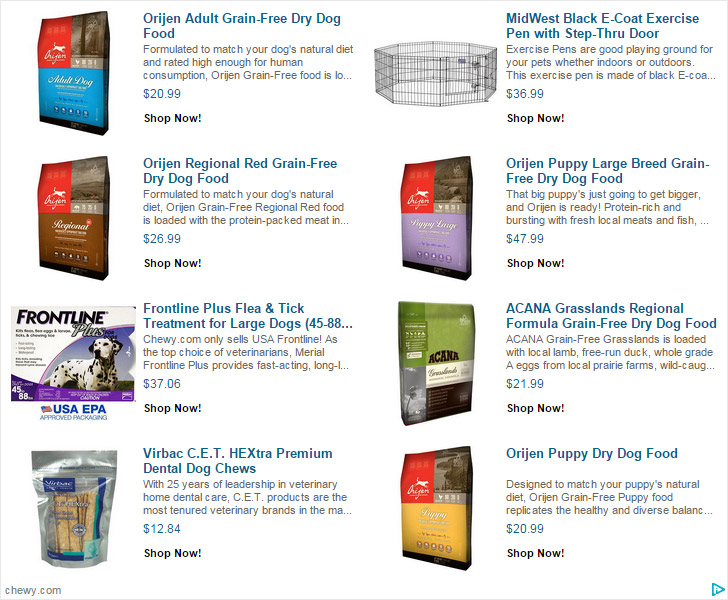 Orijen Adult Grain-Free Dry Dog
Food
Formulated to match your dog's natural diet
and rated high enough for human
consumption, Orijen Grain-Free food is lo...
$20.99
Shop Now!
MidWest Black E-Coat Exercise
Pen with Step-Thru Door
Exercise Pens are good playing ground for
your pets whether indoors or outdoors.
This exercise pen is made of black E-coa...
$36.99
Shop Now!
Orijen
Adult Dog
Orijen Regional Red Grain-Free
Dry Dog Food
Formulated to match your dog's natural
diet, Orijen Grain-Free Regional Red food
is loaded with the protein-packed meat in...
$26.99
Shop Now!
Orijen
Regional
Orijen Puppy Large Breed Grain-
Free Dry Dog Food
That big puppy's just going to get bigger,
and Orijen is ready! Protein-rich and
bursting with fresh local meats and fish, ...
$47.99
Shop Now!
Orijen
Puppy Large
Frontline Plus Flea & Tick
Treatment for Large Dogs (45-88...
Chewy.com only sells USA Frontline! As
the top choice of veterinarians, Merial
Frontline Plus provides fast-acting, long-l...
$37.06
Shop Now!
FRONTLINE
Plus
Kills fleas, flea eggs & larvae,
ticks, & chewing lice
45
88
lbs
CAUTION
USA EPA
APPROVED PACKAGING
ACANA Grasslands Regional
Formula Grain-Free Dry Dog Food
ACANA Grain-Free Grasslands is loaded
with local lamb, free-run duck, whole grade
A eggs from local prairie farms, wild-caug...
$21.99
Shop Now!
ACANA
Grasslands
Virbac C.E.T. HEXtra Premium
Dental Dog Chews
With 25 years of leadership in veterinary
home dental care, C.E.T. products are the
most tenured veterinary brands in the ma...
$12.84
Shop Now!
Virbac
Orijen Puppy Dry Dog Food
Designed to match your puppy's natural
diet, Orijen Grain-Free Puppy food
replicates the healthy and diverse balanc...
$20.99
Shop Now!
Orijen
Puppy
chewy.com